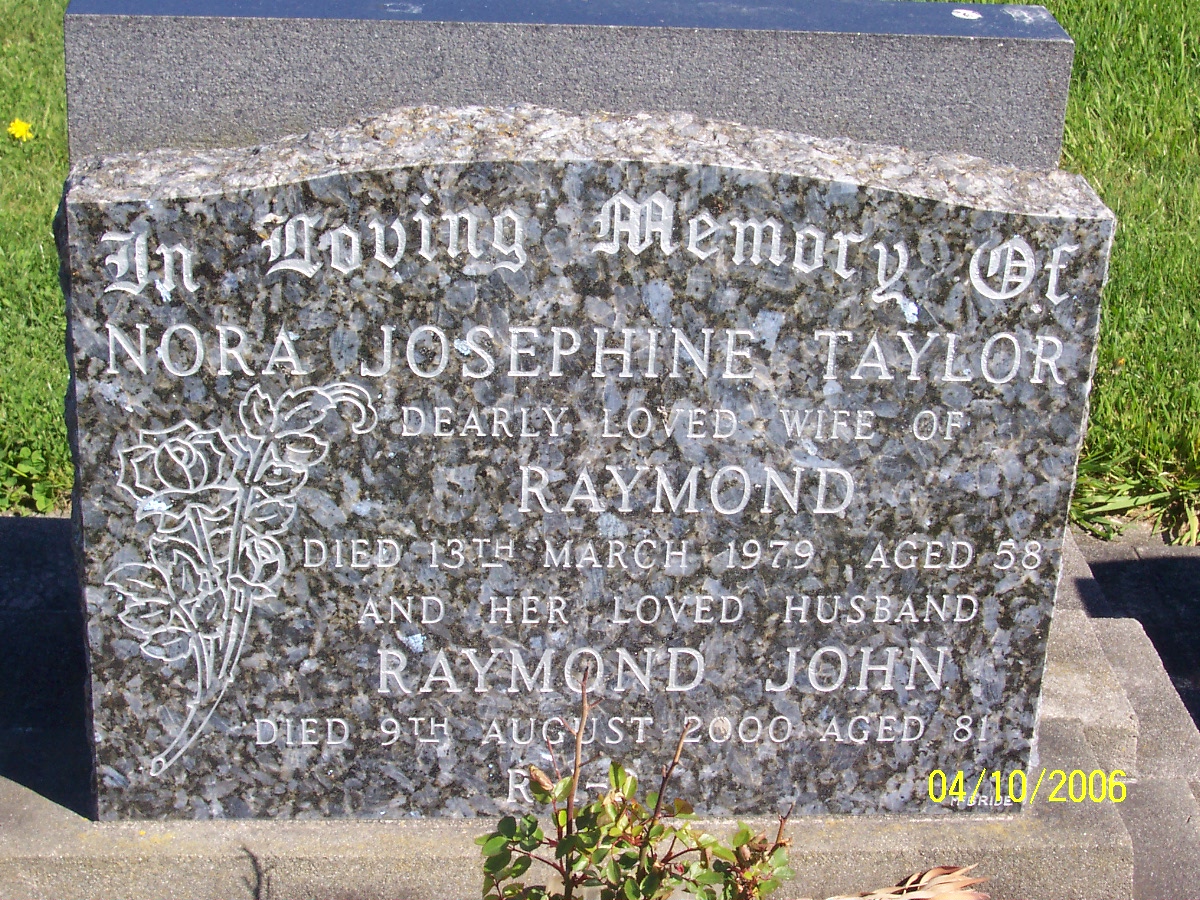 In Loving Memory Of
NORA JOSEPHINE TAYLOR
DEARLY LOVED WIFE OF
RAYMOND
DIED 13TH MARCH 1979 AGED 58
AND HER LOVED HUSBAND
RAYMOND JOHN
DIED 9TH AUGUST 2000 AGED 81
R
McBRIDE
04/10/2006